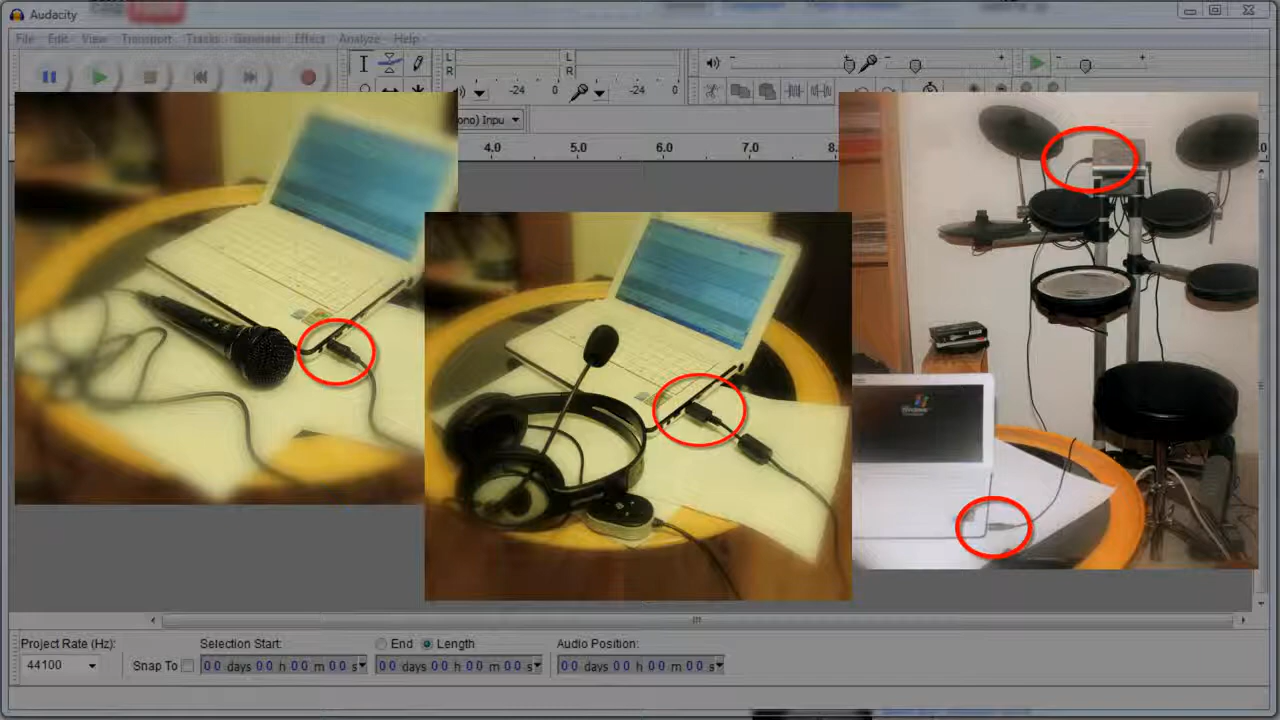 Audacity
File Edit View Transport Tracks Generate Effect Analyze Help
L
R
L
R
-24 0 -24 0
ono) Inpu
4.0 5.0 6.0 7.0 8. .0
Project Rate (Hz): Selection Start: End Length Audio Position:
44100 Snap To 00 days 00 h 00 m 00 s 00 days 00 h 00 m 00 s 00 days 00 h 00 m 00 s